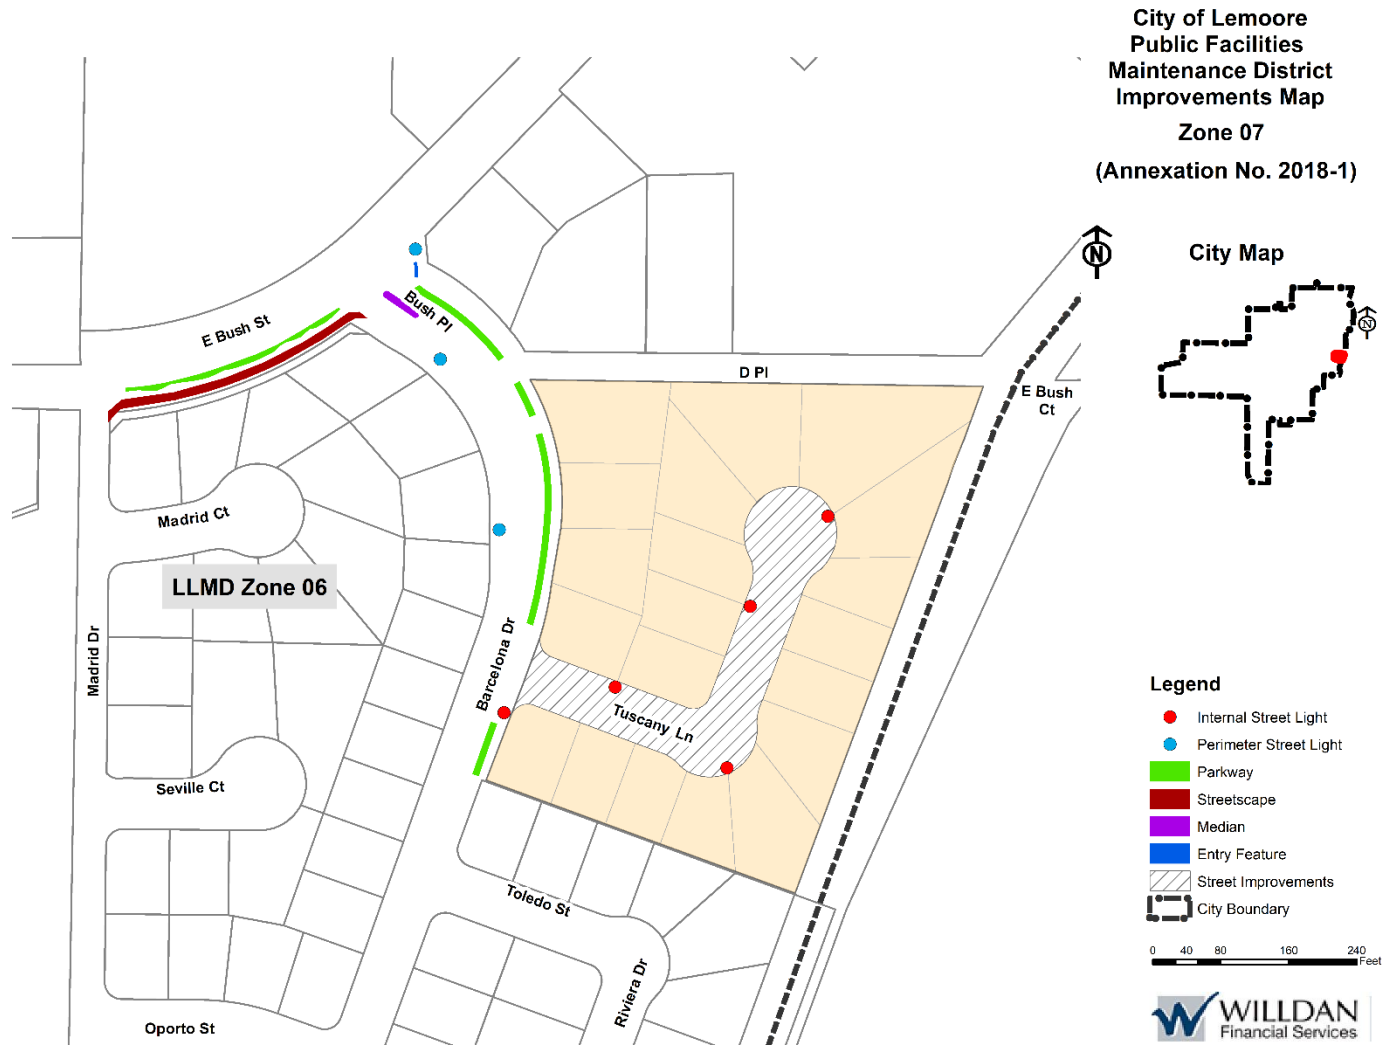 City of Lemoore
Public Facilities
Maintenance District
Improvements Map
Zone 07
(Annexation No. 2018-1)
N
City Map
N
E Bush St
Bush Pl
D Pl
E Bush
Ct
Madrid Ct
LLMD Zone 06
Madrid Dr
Barcelona Dr
Tuscany Ln
Seville Ct
Toledo St
Riviera Dr
Oporto St
Legend
Internal Street Light
Perimeter Street Light
Parkway
Streetscape
Median
Entry Feature
Street Improvements
City Boundary
0 40 80 160 240
Feet
WILLDAN
Financial Services